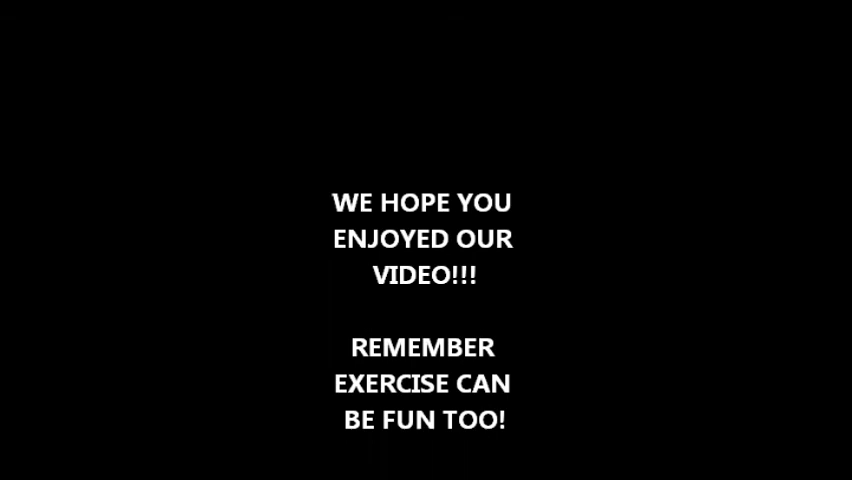 WE HOPE YOU
ENJOYED OUR
VIDEO!!!
REMEMBER
EXERCISE CAN
BE FUN TOO!